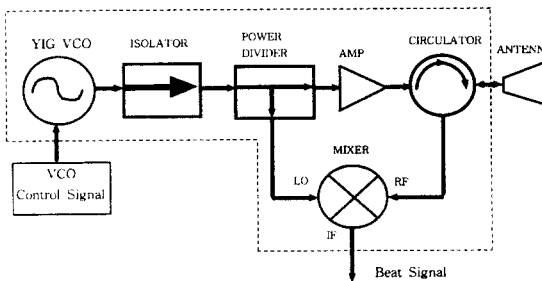 YIG VCO
ISOLATOR
POWER
DIVIDER
AMP
CIRCULATOR
ANTENN
VCO
Control Signal
LO
MIXER
RF
IF
Beat Signal